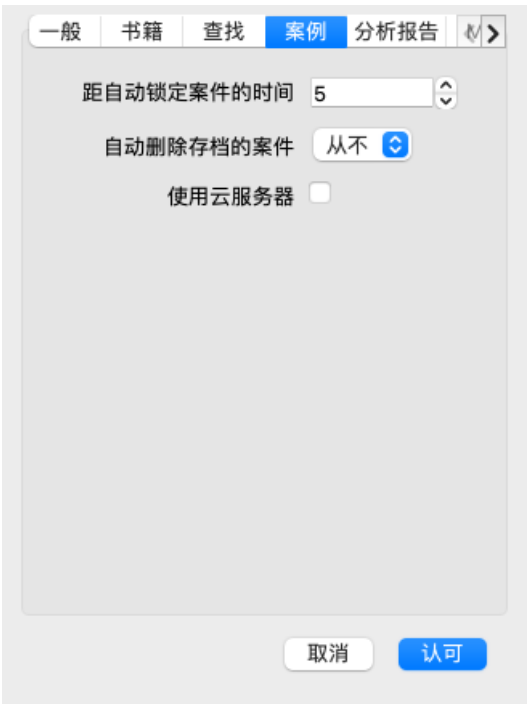 一般 书籍 查找 案例 分析报告
距自动锁定案件的时间 5
自动删除存档的案件 从不
使用云服务器
取消 认可